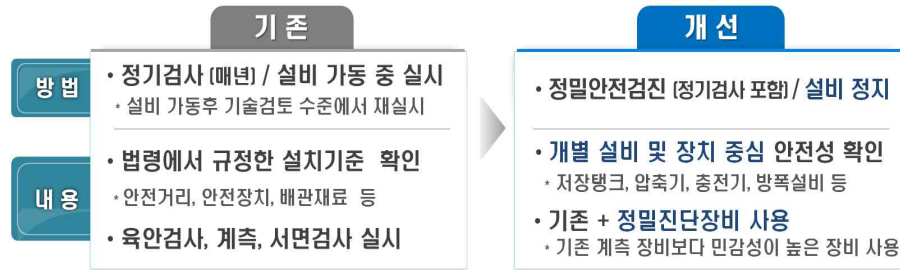 기존
개선
방법
• 정기검사 (매년) / 설비 가동 중 실시
* 설비 가동후 기술검토 수준에서 재실시
• 정밀안전검진 (정기검사 포함) / 설비 정지
내용
• 법령에서 규정한 설치기준 확인
* 안전거리, 안전장치, 배관재료 등
• 육안검사, 계측, 서면검사 실시
• 개별 설비 및 장치 중심 안전성 확인
* 저장탱크, 압축기, 충전기, 방폭설비 등
• 기존 + 정밀진단장비 사용
* 기존 계측 장비보다 민감성이 높은 장비 사용